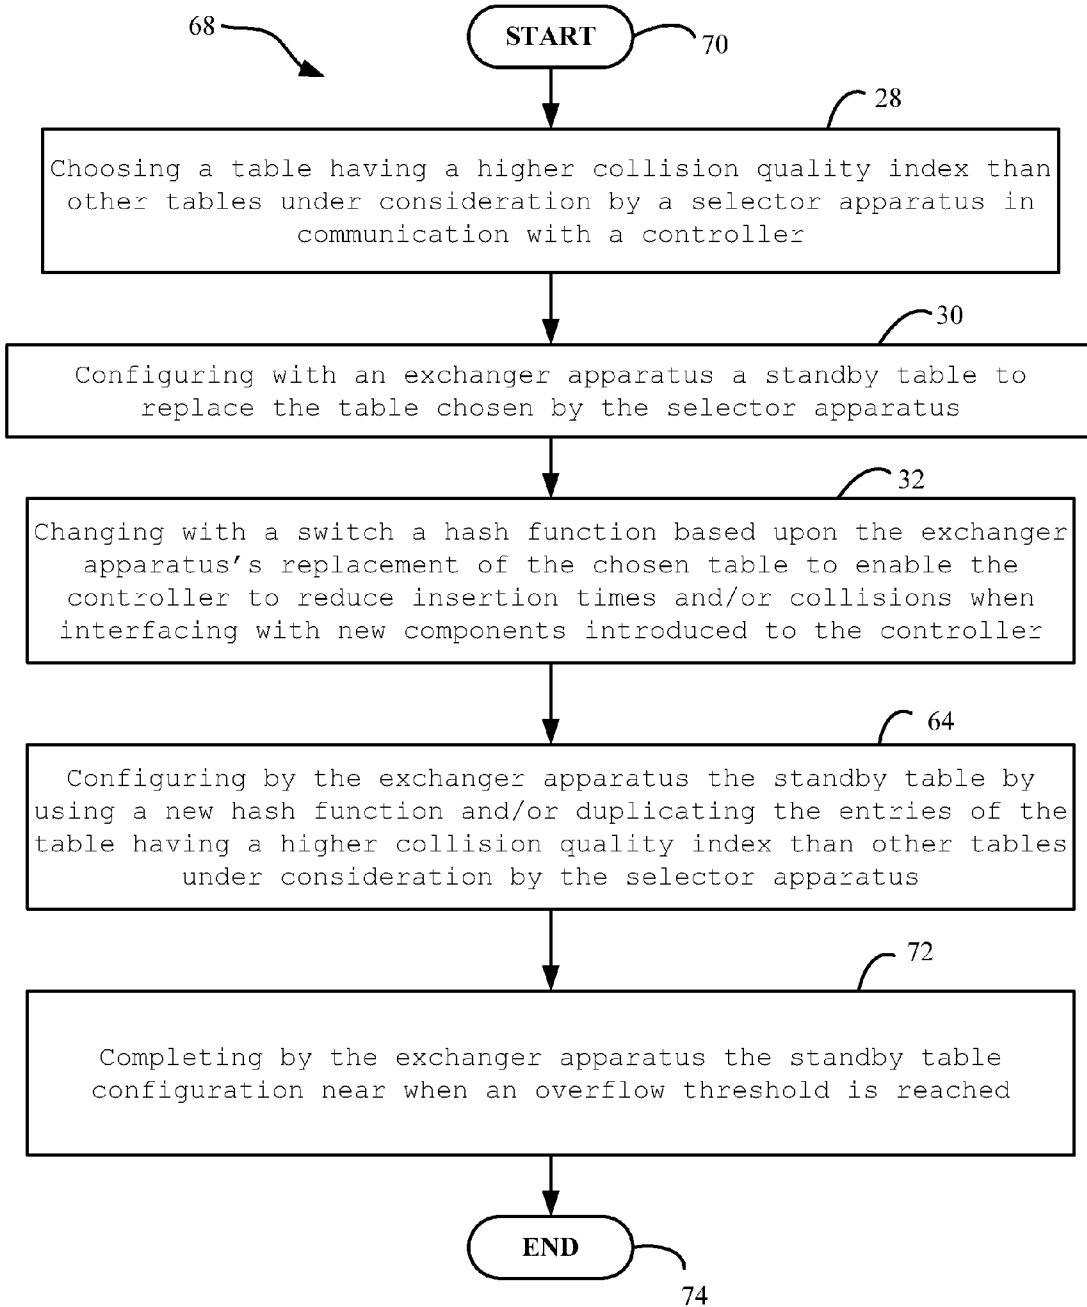 68
START
70
28
Choosing a table having a higher collision quality index than
other tables under consideration by a selector apparatus in
communication with a controller
30
Configuring with an exchanger apparatus a standby table to
replace the table chosen by the selector apparatus
32
Changing with a switch a hash function based upon the exchanger
apparatus’s replacement of the chosen table to enable the
controller to reduce insertion times and/or collisions when
interfacing with new components introduced to the controller
64
Configuring by the exchanger apparatus the standby table by
using a new hash function and/or duplicating the entries of the
table having a higher collision quality index than other tables
under consideration by the selector apparatus
72
Completing by the exchanger apparatus the standby table
configuration near when an overflow threshold is reached
END
74